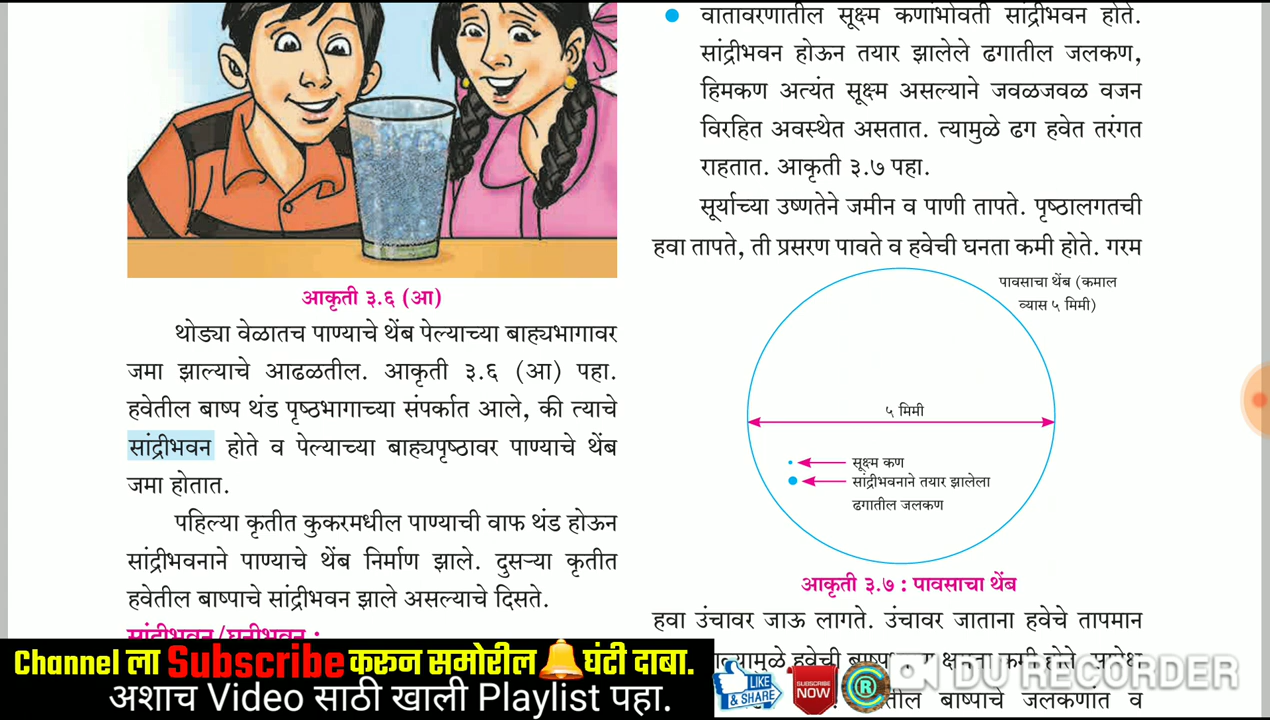 आकृती ३.६ (आ)
थोड्या वेळातच पाण्याचे थेंब पेल्याच्या बाह्यभागावर
जमा झाल्याचे आढळतील. आकृती ३.६ (आ) पहा.
हवेतील बाष्प थंड पृष्ठभागाच्या संपर्कात आले, की त्याचे
सांद्रीभवन होते व पेल्याच्या बाह्यपृष्ठावर पाण्याचे थेंब
जमा होतात.
पहिल्या कृतीत कुकरमधील पाण्याची वाफ थंड होऊन
सांद्रीभवनाने पाण्याचे थेंब निर्माण झाले. दुसऱ्या कृतीत
हवेतील बाष्पाचे सांद्रीभवन झाले असल्याचे दिसते.
सांद्रीभवन/घनीभवन :
वातावरणातील सूक्ष्म कणांभोवती सांद्रीभवन होते.
सांद्रीभवन होऊन तयार झालेले ढगातील जलकण,
हिमकण अत्यंत सूक्ष्म असल्याने जवळजवळ वजन
विरहित अवस्थेत असतात. त्यामुळे ढग हवेत तरंगत
राहतात. आकृती ३.७ पहा.
सूर्याच्या उष्णतेने जमीन व पाणी तापते. पृष्ठालगतची
हवा तापते, ती प्रसरण पावते व हवेची घनता कमी होते. गरम
पावसाचा थेंब (कमाल
व्यास ५ मिमी)
५ मिमी
सूक्ष्म कण
सांद्रीभवनाने तयार झालेला
ढगातील जलकण
आकृती ३.७ : पावसाचा थेंब
हवा उंचावर जाऊ लागते. उंचावर जाताना हवेचे तापमान
हवेची क्षमता कमी होते.
बाष्पाचे जलकणांत व
Channel ला Subscribe करून समोरील घंटी दाबा.
अशाच Video साठी खाली Playlist पहा.
LIKE
& SHARE
SUBSCRIBE
NOW
R
DU RECORDER